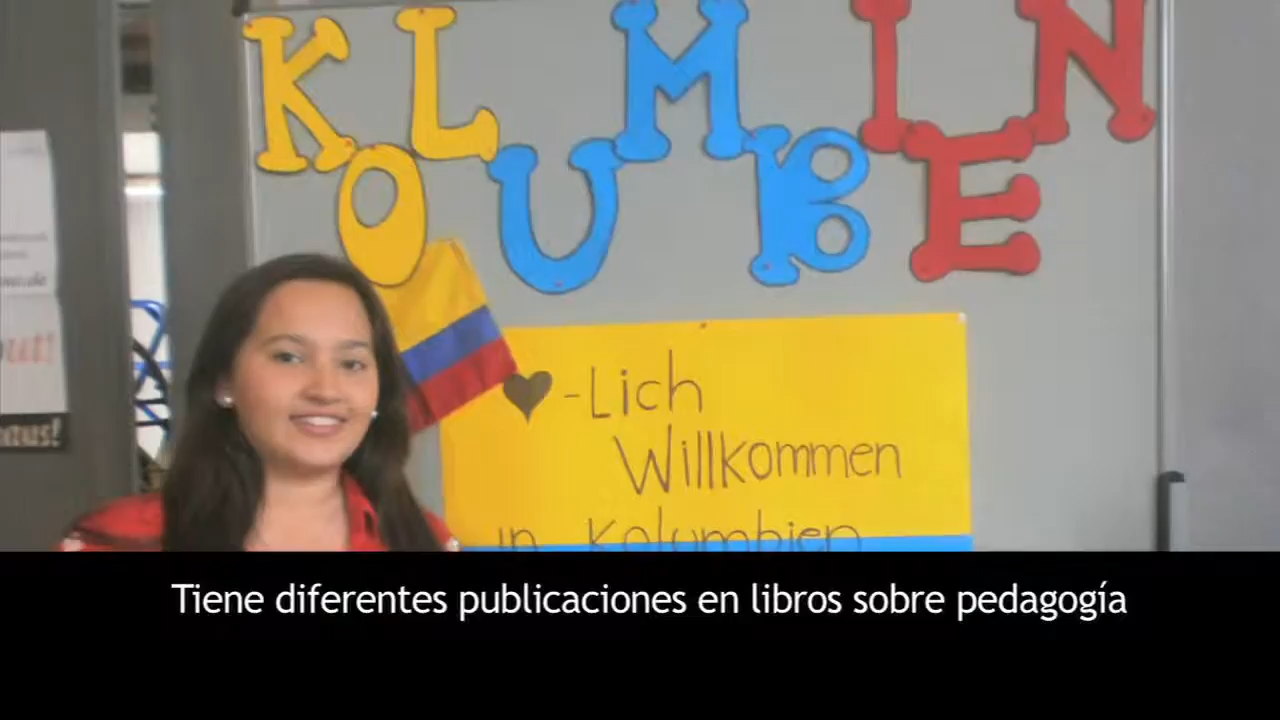 KOLUMBIEN
♥-Lich
Willkommen
in Kolumbien
Tiene diferentes publicaciones en libros sobre pedagogía